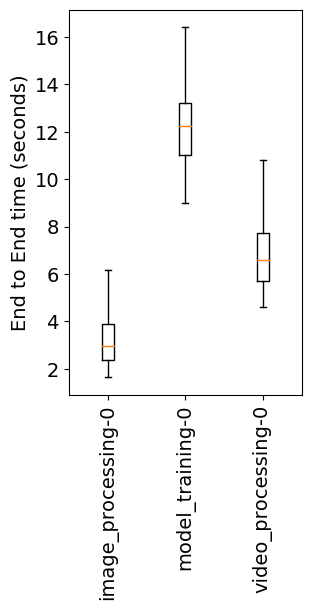 End to End time (seconds)
16
14
12
10
8
6
4
2
image_processing-0
model_training-0
video_processing-0